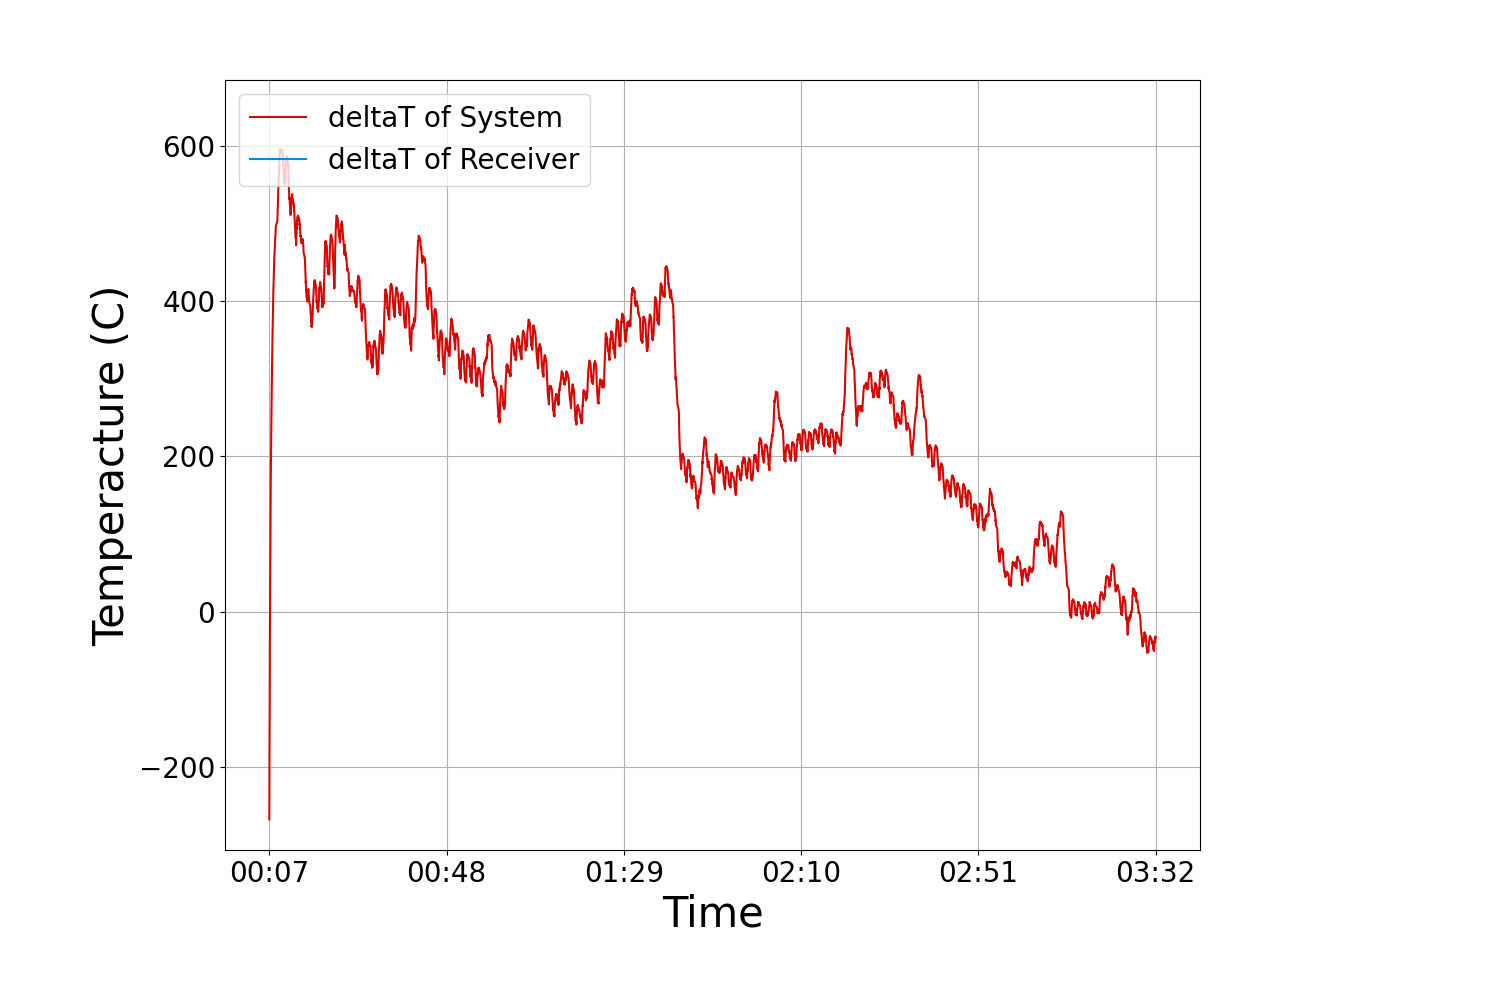 deltaT of System
deltaT of Receiver
600
400
200
0
−200
Temperacture (C)
00:07 00:48 01:29 02:10 02:51 03:32
Time